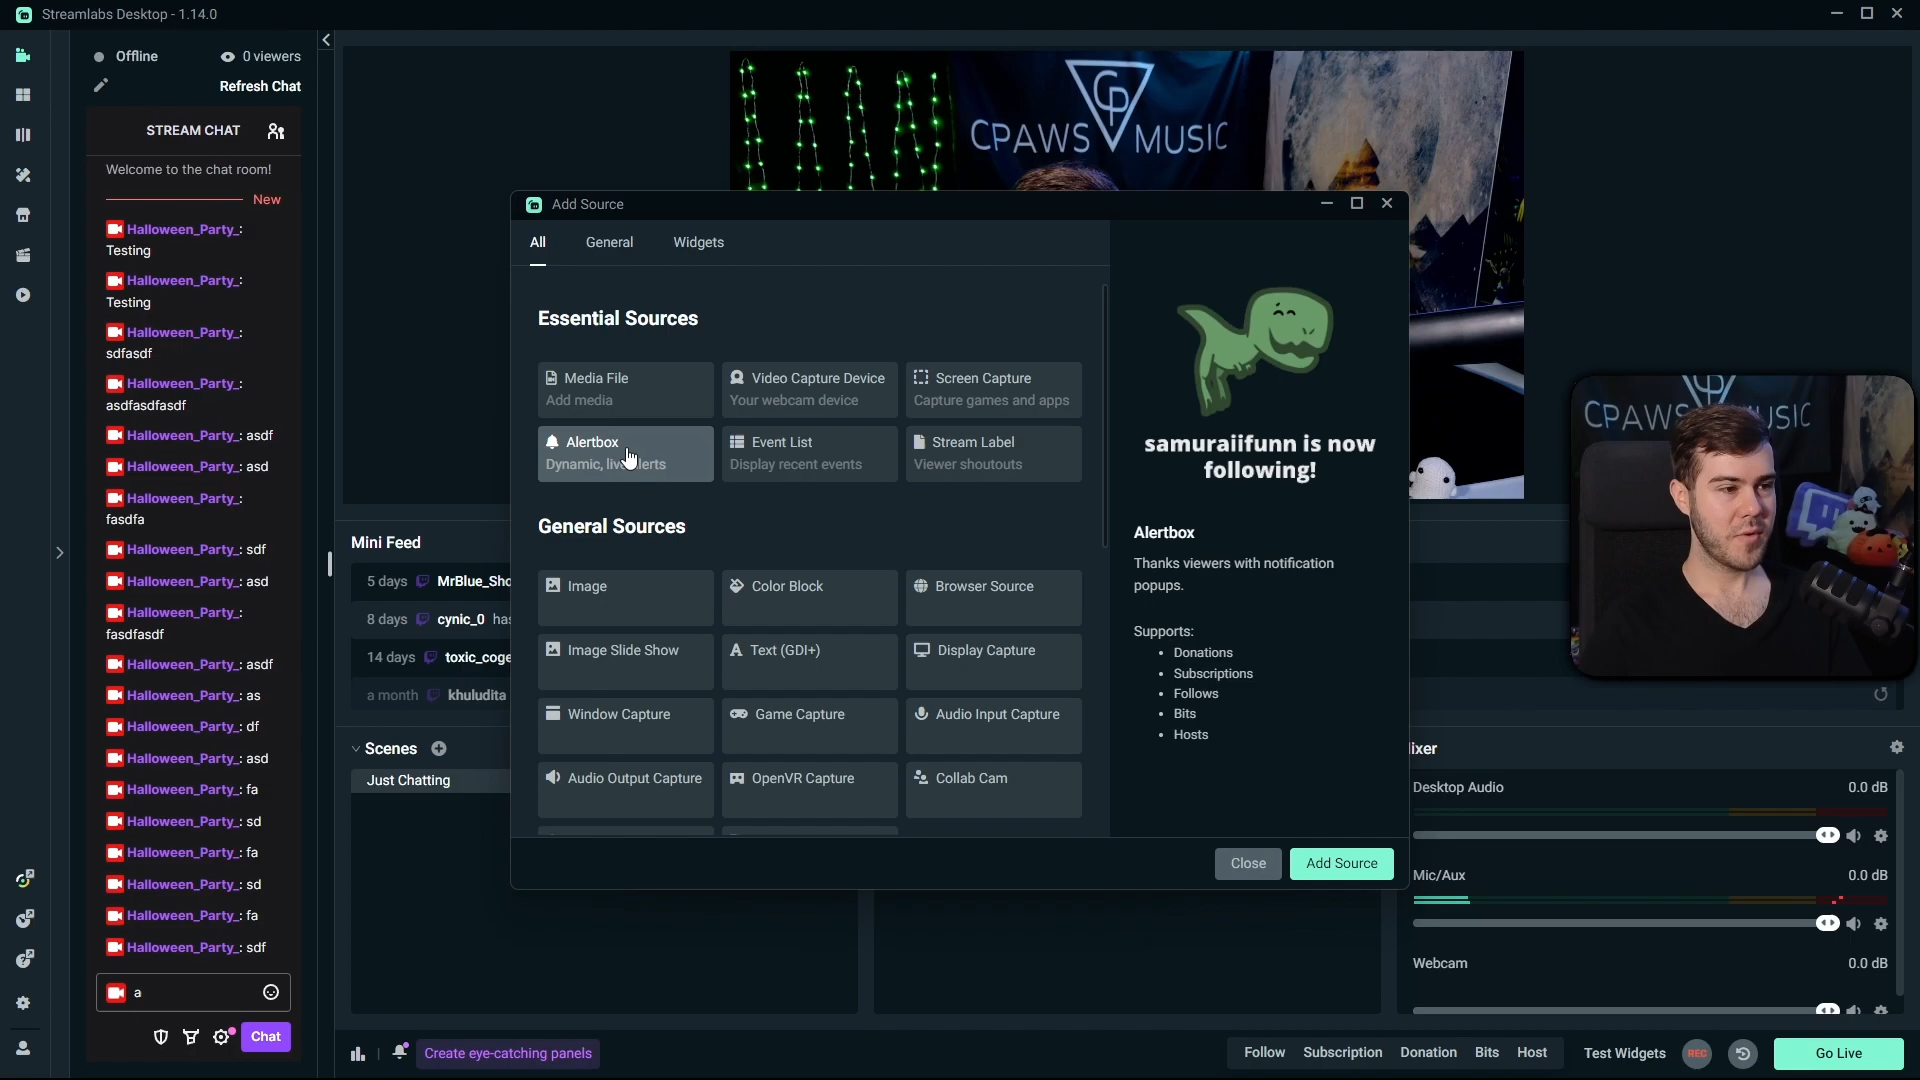 Streamlabs Desktop - 1.14.0
Offline
0 viewers
Refresh Chat
STREAM CHAT
Welcome to the chat room!
New
Halloween_Party_:
Testing
Halloween_Party_:
Testing
Halloween_Party_:
sdfasdf
Halloween_Party_:
asdfasdfasdf
Halloween_Party_: asdf
Halloween_Party_: asd
Halloween_Party_:
fasdfa
Halloween_Party_: sdf
Halloween_Party_: asd
Halloween_Party_:
fasdfasdf
Halloween_Party_: asdf
Halloween_Party_: as
Halloween_Party_: df
Halloween_Party_: asd
Halloween_Party_: fa
Halloween_Party_: sd
Halloween_Party_: fa
Halloween_Party_: sd
Halloween_Party_: fa
Halloween_Party_: sdf
a
Chat
CP
CPAWS MUSIC
Add Source
All
General
Widgets
Essential Sources
Media File
Add media
Video Capture Device
Your webcam device
Screen Capture
Capture games and apps
Alertbox
Dynamic, live alerts
Event List
Display recent events
Stream Label
Viewer shoutouts
General Sources
Image
Color Block
Browser Source
Image Slide Show
Text (GDI+)
Display Capture
Window Capture
Game Capture
Audio Input Capture
Audio Output Capture
OpenVR Capture
Collab Cam
samuraiifunn is now
following!
Alertbox
Thanks viewers with notification
popups.
Supports:
• Donations
• Subscriptions
• Follows
• Bits
• Hosts
Close
Add Source
Mini Feed
5 days
8 days cynic_0
14 days
a month khuludita
Scenes
Just Chatting
Desktop Audio
0.0 dB
Mic/Aux
0.0 dB
Webcam
0.0 dB
Create eye-catching panels
Follow
Subscription
Donation
Bits
Host
Test Widgets
REC
Go Live